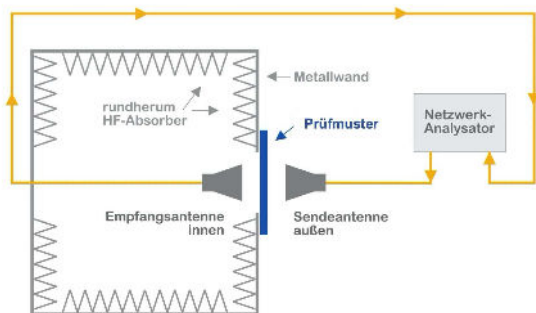 Metallwand
rundherum
HF-Absorber
Prüfmuster
Netzwerk-
Analysator
Empfangsantenne
innen
Sendeantenne
außen